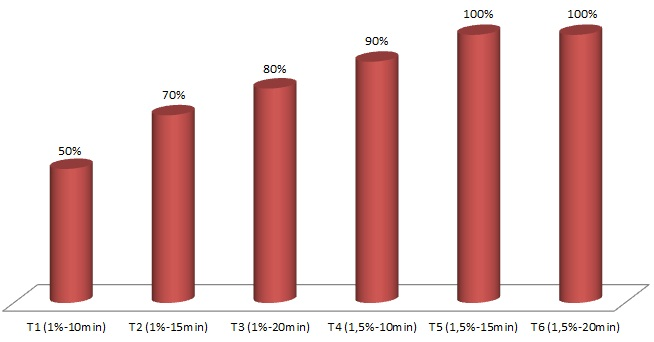 100%
100%
90%
80%
70%
50%
T1 (1%-10min)
T2 (1%-15min)
T3 (1%-20min)
T4 (1,5%-10min)
T5 (1,5%-15min)
T6 (1,5%-20min)